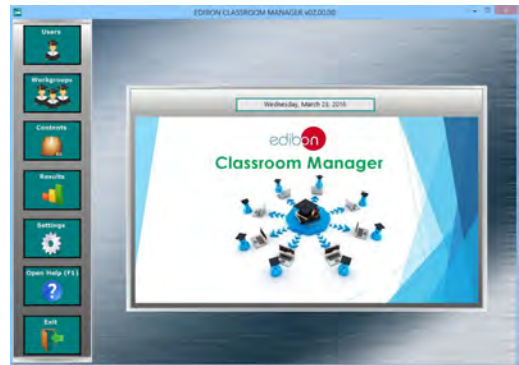 EDIBON CLASSROOM MANAGER v02.00.00
Users
Workgroups
Contents
Results
Settings
Open Help (F1)
?
Exit
Wednesday, March 23, 2016
edibon
Classroom Manager